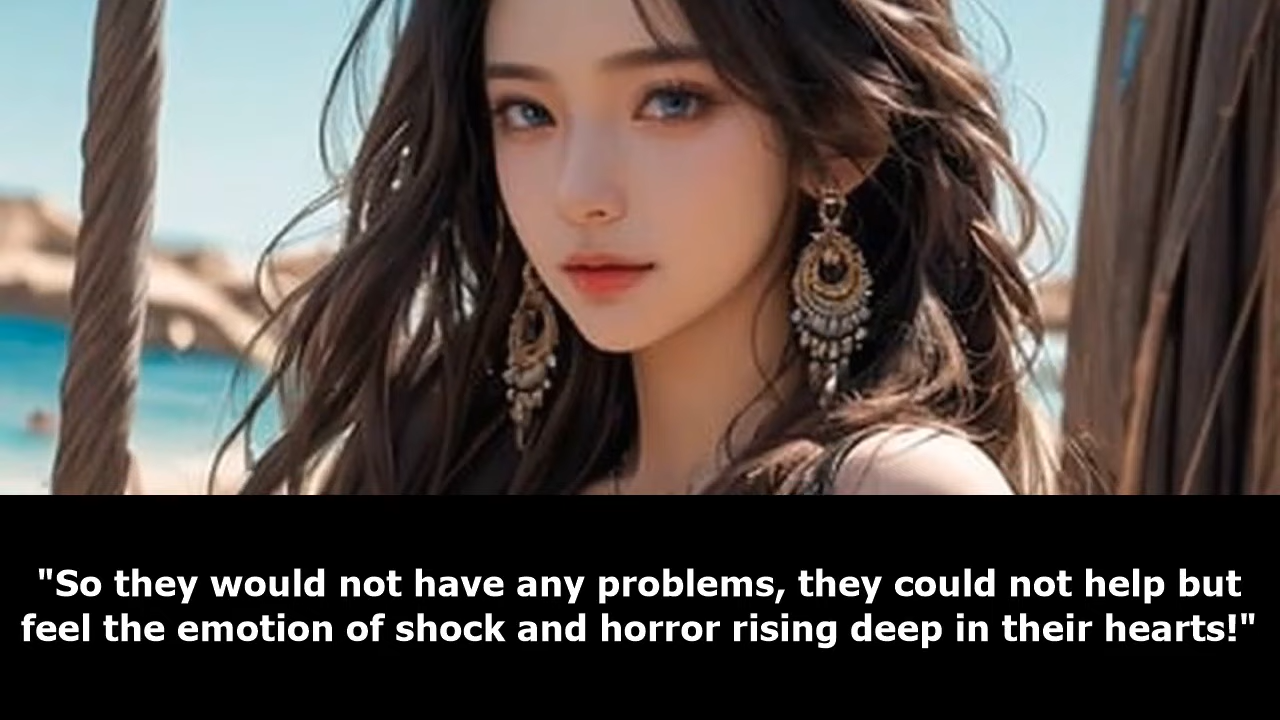 "So they would not have any problems, they could not help but
feel the emotion of shock and horror rising deep in their hearts!"